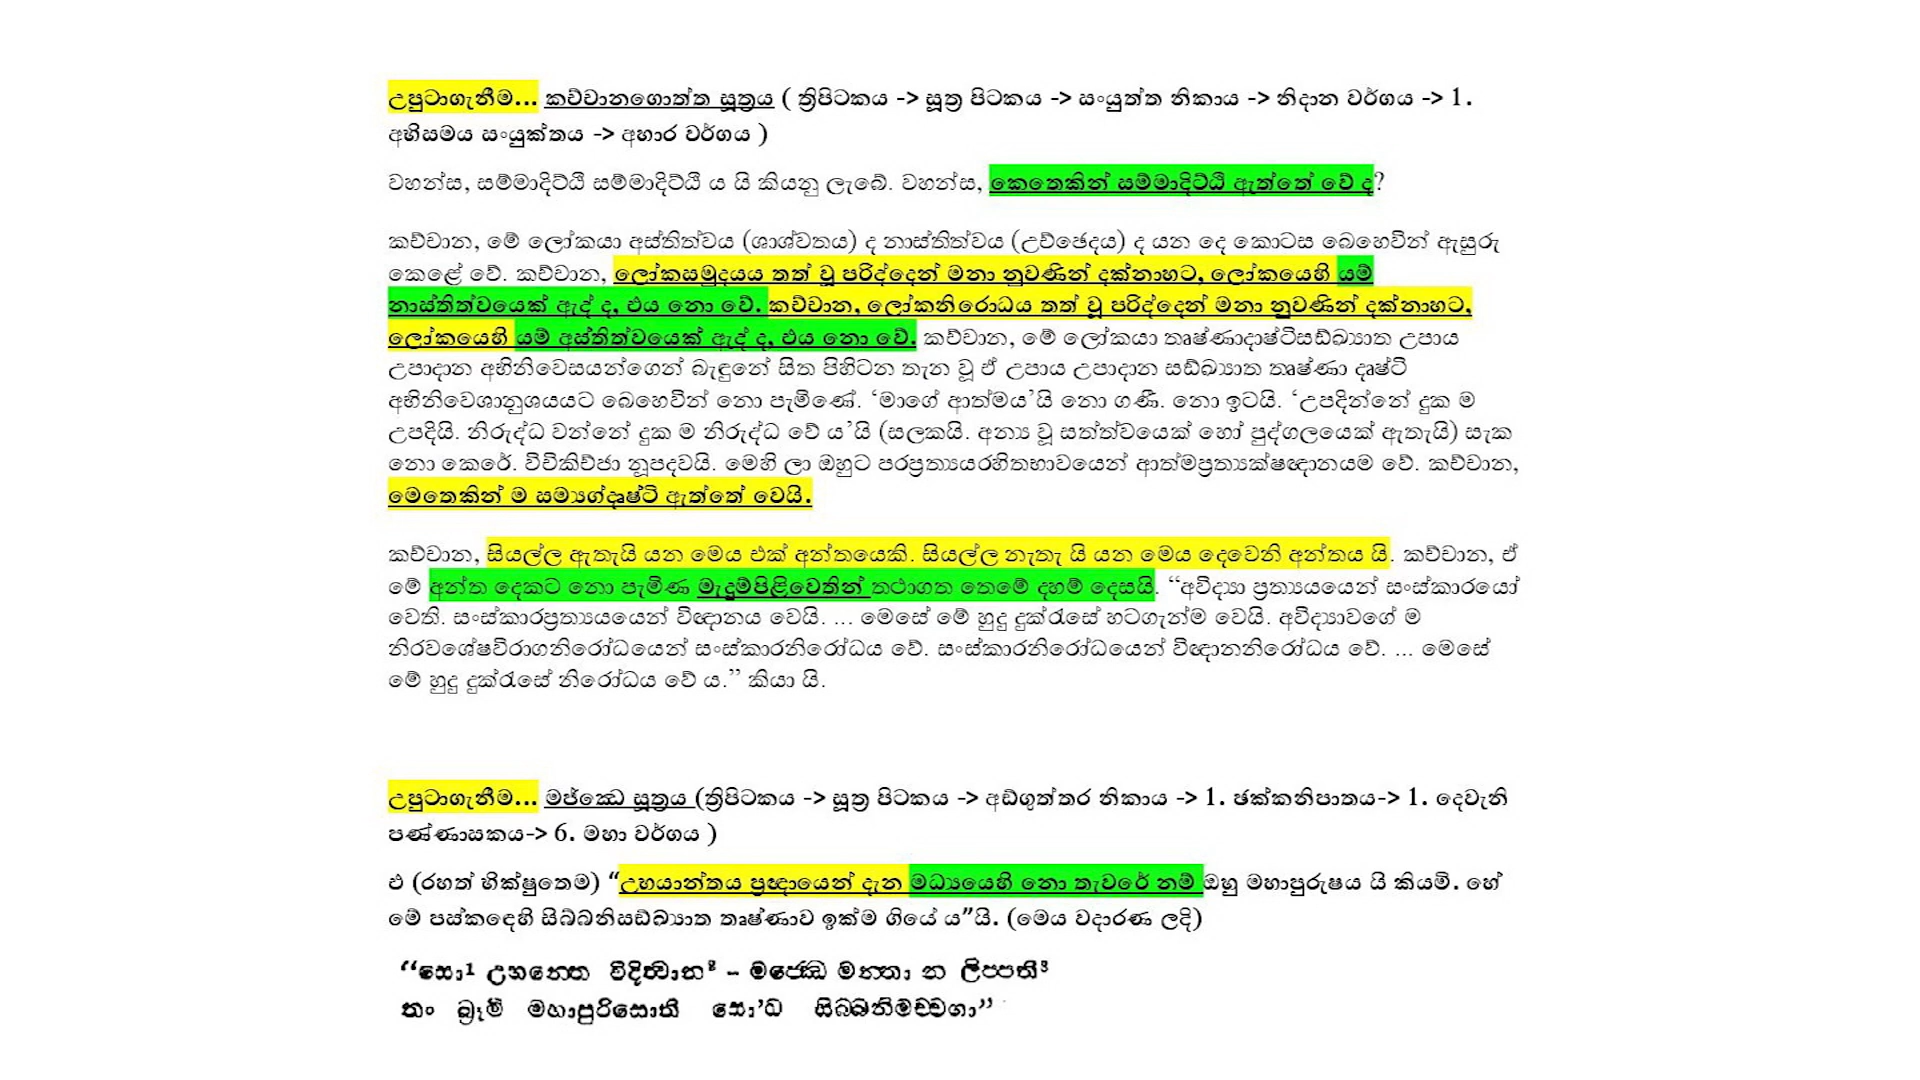 උපුටාගැනීම... කච්චානගොත්ත සූත්‍රය ( ත්‍රිපිටකය -> සූත්‍ර පිටකය -> සංයුත්ත නිකාය -> නිදාන වර්ගය -> 1.
අභිසමය සංයුක්තය -> අහාර වර්ගය )
වහන්ස, සම්මාදිට්ඨි සම්මාදිට්ඨි ය යි කියනු ලැබේ. වහන්ස, කෙතෙකින් සම්මාදිට්ඨි ඇත්තේ වේ ද?
කච්චාන, මේ ලෝකයා අස්තිත්වය (ශාශ්වතය) ද නාස්තිත්වය (උච්ඡෙදය) ද යන දෙ කොටස බෙහෙවින් ඇසුරු
කෙළේ වේ. කච්චාන, ලෝකසමුදයය තත් වූ පරිද්දෙන් මනා නුවණින් දක්නාහට, ලෝකයෙහි යම්
නාස්තිත්වයෙක් ඇද් ද, එය නො වේ. කච්චාන, ලෝකනිරොධය තත් වූ පරිද්දෙන් මනා නුවණින් දක්නාහට,
ලෝකයෙහි යම් අස්තිත්වයෙක් ඇද් ද, එය නො වේ. කච්චාන, මේ ලෝකයා තෘෂ්ණාදෘෂ්ටිසඞ්ඛ්‍යාත උපාය
උපාදාන අභිනිවෙසයන්ගෙන් බැඳුනේ සිත පිහිටන තැන වූ ඒ උපාය උපාදාන සඞ්ඛ්‍යාත තෘෂ්ණා දෘෂ්ටි
අභිනිවෙශානුශයයට බෙහෙවින් නො පැමිණේ. ‘මාගේ ආත්මය’යි නො ගණී. නො ඉටයි. ‘උපදින්නේ දුක ම
උපදියි. නිරුද්ධ වන්නේ දුක ම නිරුද්ධ වේ ය’යි (සලකයි. අන්‍ය වූ සත්ත්වයෙක් හෝ පුද්ගලයෙක් ඇතැයි) සැක
නො කෙරේ. විචිකිච්ඡා නූපදවයි. මෙහි ලා ඔහුට පරප්‍රත්‍යයරහිතභාවයෙන් ආත්මප්‍රත්‍යක්ෂඥානයම වේ. කච්චාන,
මෙතෙකින් ම සම්‍යග්දෘෂ්ටි ඇත්තේ වෙයි.
කච්චාන, සියල්ල ඇතැයි යන මෙය එක් අන්තයෙකි. සියල්ල නැතැ යි යන මෙය දෙවෙනි අන්තය යි. කච්චාන, ඒ
මේ අන්ත දෙකට නො පැමිණ මැදුම්පිළිවෙතින් තථාගත තෙමේ දහම් දෙසයි. “අවිද්‍යා ප්‍රත්‍යයයෙන් සංස්කාරයෝ
වෙති. සංස්කාරප්‍රත්‍යයයෙන් විඥානය වෙයි. ... මෙසේ මේ හුදු දුක්රැසේ හටගැන්ම වෙයි. අවිද්‍යාවගේ ම
නිරවශේෂවිරාගනිරෝධයෙන් සංස්කාරනිරෝධය වේ. සංස්කාරනිරෝධයෙන් විඥානනිරෝධය වේ. ... මෙසේ
මේ හුදු දුක්රැසේ නිරෝධය වේ ය.” කියා යි.
උපුටාගැනීම... මජ්ඣෙ සූත්‍රය (ත්‍රිපිටකය -> සූත්‍ර පිටකය -> අඩ්ගුත්තර නිකාය -> 1. ඡක්කනිපාතය-> 1. දෙවැනි
පණ්ණාසකය-> 6. මහා වර්ගය )
එ (රහත් භික්ෂුතෙම) “උභයාන්තය ප්‍රඥායෙන් දැන මධ්‍යයෙහි නො තැවරේ නම් ඔහු මහාපුරුෂය යි කියමි. හේ
මේ පස්කඳෙහි සිබ්බනිසඞ්ඛ්‍යාත තෘෂ්ණාව ඉක්ම ගියේ ය”යි. (මෙය වදාරණ ලදි)
“සො¹ උභන්තෙ විදිත්වාන² - මජ්ඣෙ මන්තා න ලිප්පති³
තං බ්‍රූමි මහාපුරිසොති සො’ධ සිබ්බනිමච්චගා”